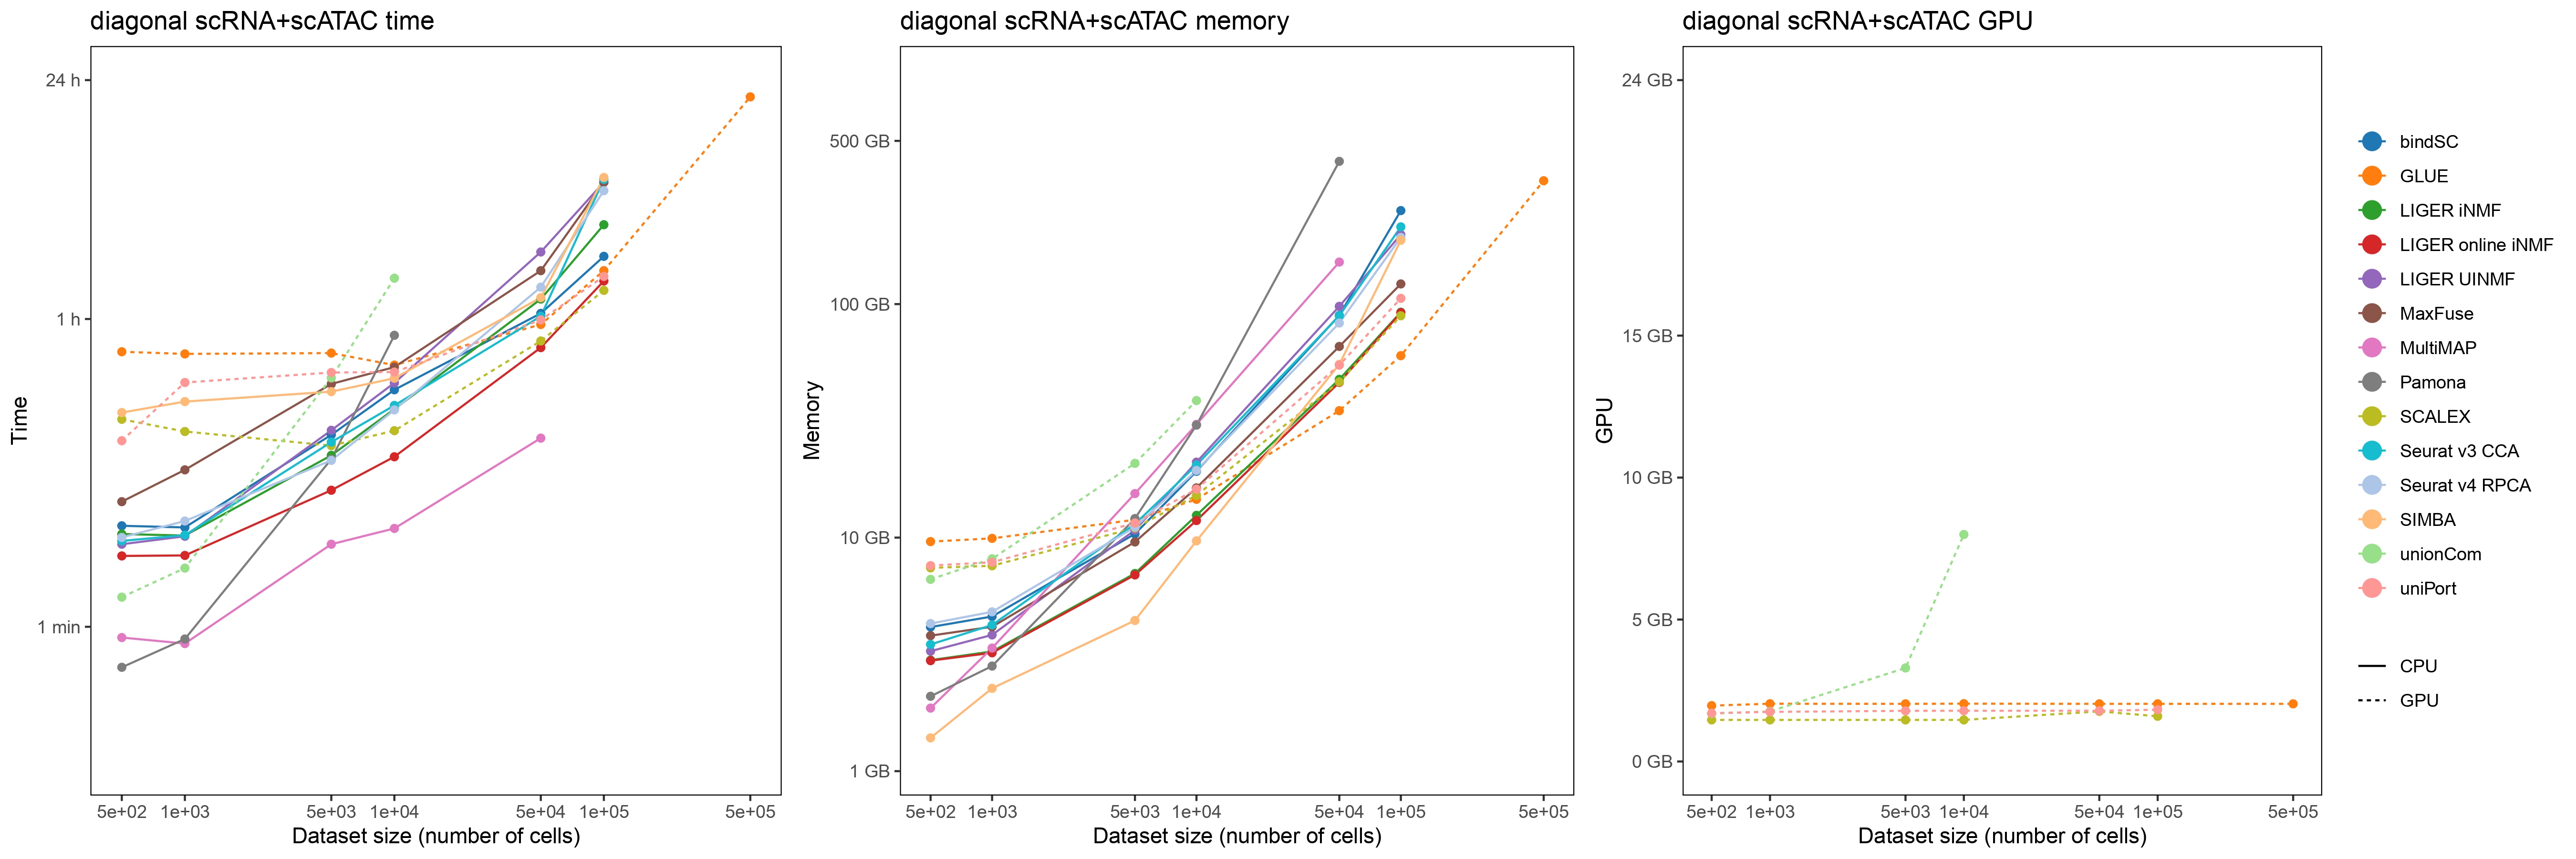 diagonal scRNA+scATAC time
24 h
1 h
1 min
Time
5e+02 1e+03 5e+03 1e+04 5e+04 1e+05 5e+05
Dataset size (number of cells)
diagonal scRNA+scATAC memory
500 GB
100 GB
10 GB
1 GB
Memory
5e+02 1e+03 5e+03 1e+04 5e+04 1e+05 5e+05
Dataset size (number of cells)
diagonal scRNA+scATAC GPU
24 GB
15 GB
10 GB
5 GB
0 GB
GPU
5e+02 1e+03 5e+03 1e+04 5e+04 1e+05 5e+05
Dataset size (number of cells)
bindSC
GLUE
LIGER iNMF
LIGER online iNMF
LIGER UINMF
MaxFuse
MultiMAP
Pamona
SCALEX
Seurat v3 CCA
Seurat v4 RPCA
SIMBA
unionCom
uniPort
CPU
GPU